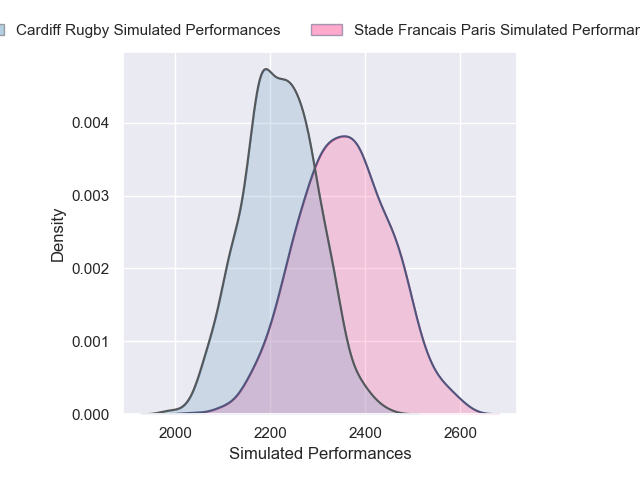 Cardiff Rugby Simulated Performances
Stade Francais Paris Simulated
Density
0.004
0.003
0.002
0.001
0.000
2000 2200 2400 2600
Simulated Performances